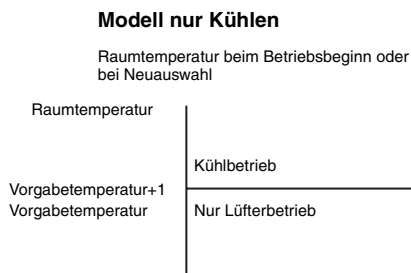 Modell nur Kühlen
Raumtemperatur beim Betriebsbeginn oder
bei Neuauswahl
Raumtemperatur
Kühlbetrieb
Vorgabetemperatur+1
Vorgabetemperatur
Nur Lüfterbetrieb